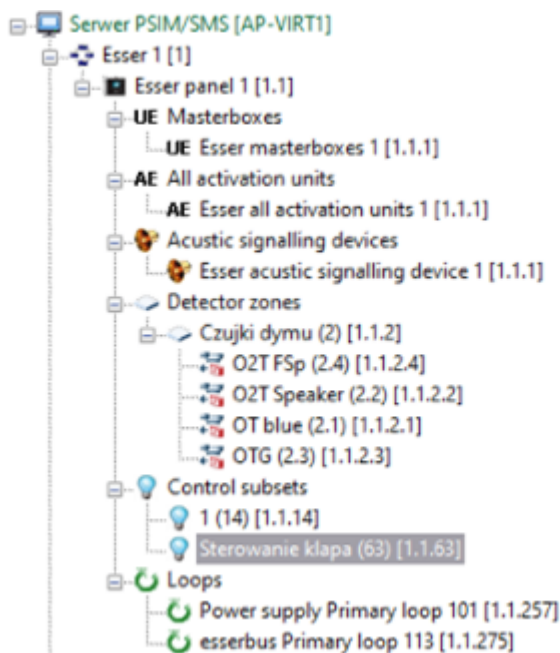 Serwer PSIM/SMS [AP-VIRT1]
Esser 1 [1]
Esser panel 1 [1.1]
UE Masterboxes
UE Esser masterboxes 1 [1.1.1]
AE All activation units
AE Esser all activation units 1 [1.1.1]
Acustic signalling devices
Esser acustic signalling device 1 [1.1.1]
Detector zones
Czujki dymu (2) [1.1.2]
O2T FSp (2.4) [1.1.2.4]
O2T Speaker (2.2) [1.1.2.2]
OT blue (2.1) [1.1.2.1]
OTG (2.3) [1.1.2.3]
Control subsets
1 (14) [1.1.14]
Sterowanie klapa (63) [1.1.63]
Loops
Power supply Primary loop 101 [1.1.257]
esserbus Primary loop 113 [1.1.275]